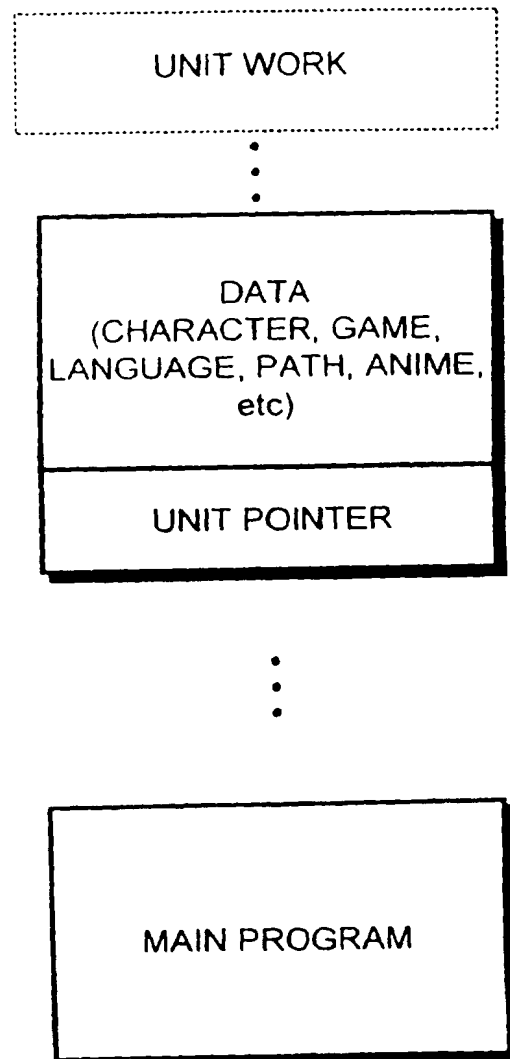 UNIT WORK
DATA
(CHARACTER, GAME,
LANGUAGE, PATH, ANIME,
etc)
UNIT POINTER
MAIN PROGRAM